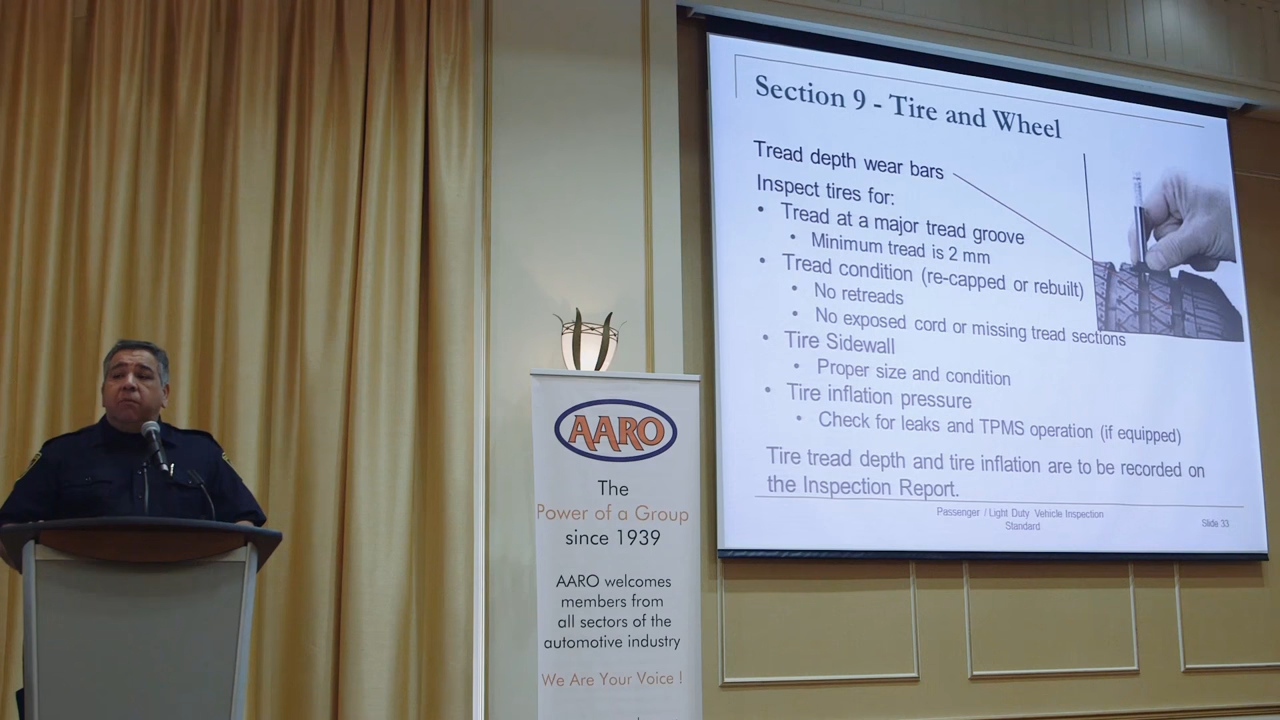 Section 9 - Tire and Wheel
Tread depth wear bars
Inspect tires for:
• Tread at a major tread groove
• Minimum tread is 2 mm
• Tread condition (re-capped or rebuilt)
• No retreads
• No exposed cord or missing tread sections
• Tire Sidewall
• Proper size and condition
• Tire inflation pressure
• Check for leaks and TPMS operation (if equipped)
Tire tread depth and tire inflation are to be recorded on
the Inspection Report.
Passenger / Light Duty Vehicle Inspection
Standard
Slide 33
AARO
The
Power of a Group
since 1939
AARO welcomes
members from
all sectors of the
automotive industry
We Are Your Voice !